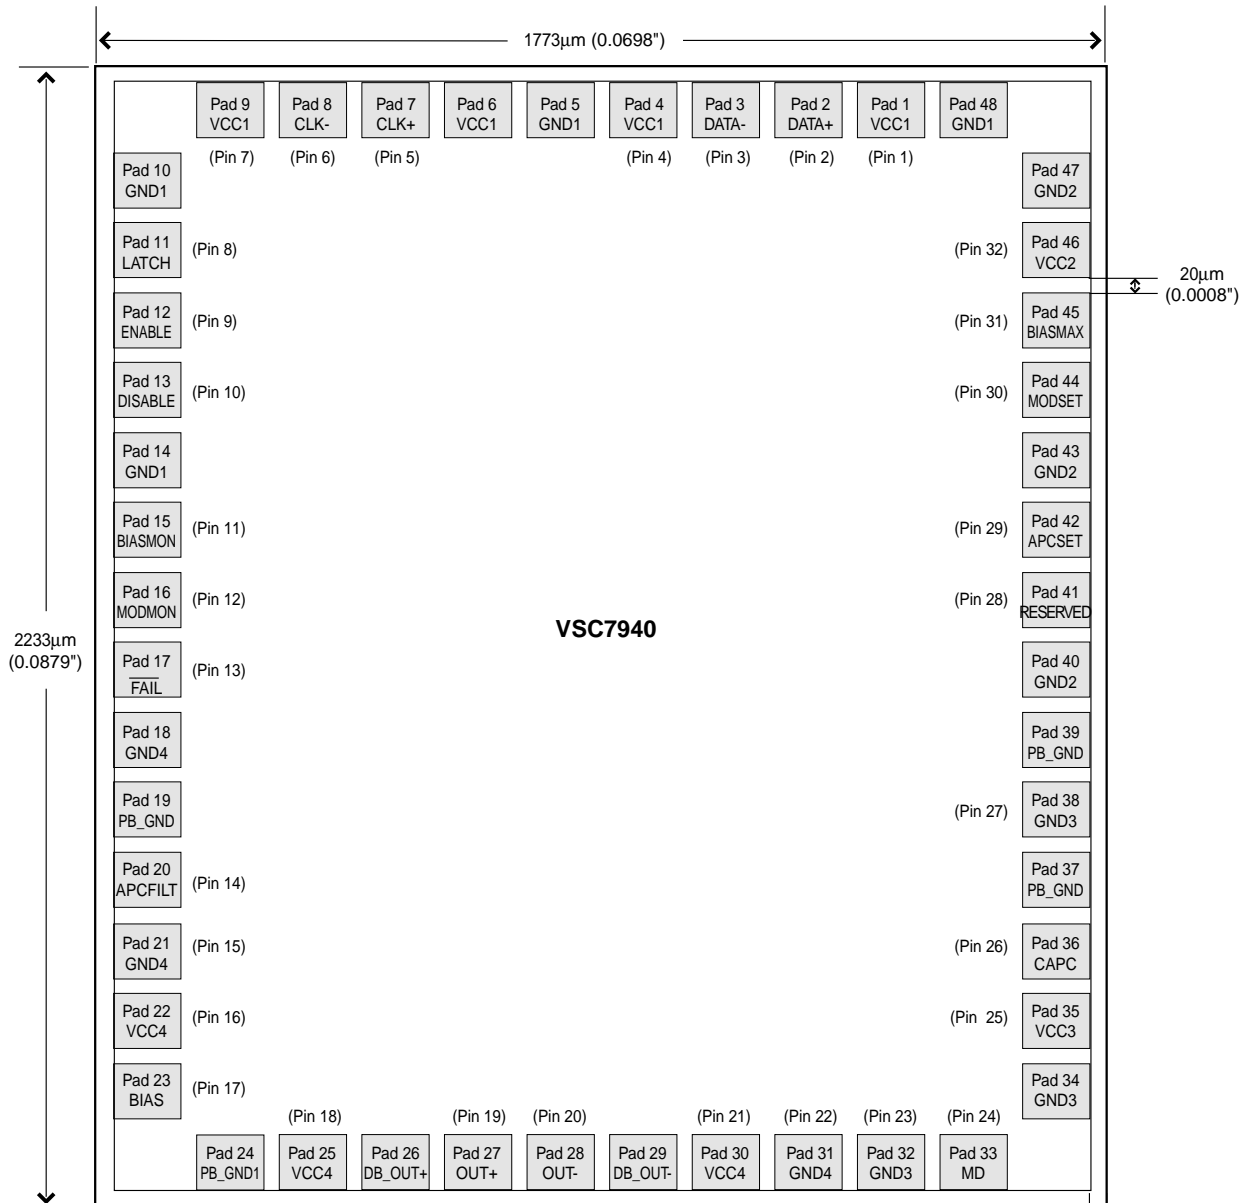 1773µm (0.0698")
Pad 9
VCC1
Pad 8
CLK-
Pad 7
CLK+
Pad 6
VCC1
Pad 5
GND1
Pad 4
VCC1
Pad 3
DATA-
Pad 2
DATA+
Pad 1
VCC1
Pad 48
GND1
(Pin 7)
(Pin 6)
(Pin 5)
(Pin 4)
(Pin 3)
(Pin 2)
(Pin 1)
Pad 10
GND1
Pad 47
GND2
Pad 11
LATCH
(Pin 8)
(Pin 32)
Pad 46
VCC2
20µm
(0.0008")
Pad 12
ENABLE
(Pin 9)
(Pin 31)
Pad 45
BIASMAX
Pad 13
DISABLE
(Pin 10)
(Pin 30)
Pad 44
MODSET
Pad 14
GND1
Pad 43
GND2
Pad 15
BIASMON
(Pin 11)
(Pin 29)
Pad 42
APCSET
Pad 16
MODMON
(Pin 12)
(Pin 28)
Pad 41
RESERVED
VSC7940
2233µm
(0.0879")
Pad 17
FAIL
(Pin 13)
Pad 40
GND2
Pad 18
GND4
Pad 39
PB_GND
Pad 19
PB_GND
(Pin 27)
Pad 38
GND3
Pad 20
APCFILT
(Pin 14)
Pad 37
PB_GND
Pad 21
GND4
(Pin 15)
(Pin 26)
Pad 36
CAPC
Pad 22
VCC4
(Pin 16)
(Pin 25)
Pad 35
VCC3
Pad 23
BIAS
(Pin 17)
Pad 34
GND3
(Pin 18)
(Pin 19)
(Pin 20)
(Pin 21)
(Pin 22)
(Pin 23)
(Pin 24)
Pad 24
PB_GND1
Pad 25
VCC4
Pad 26
DB_OUT+
Pad 27
OUT+
Pad 28
OUT-
Pad 29
DB_OUT-
Pad 30
VCC4
Pad 31
GND4
Pad 32
GND3
Pad 33
MD